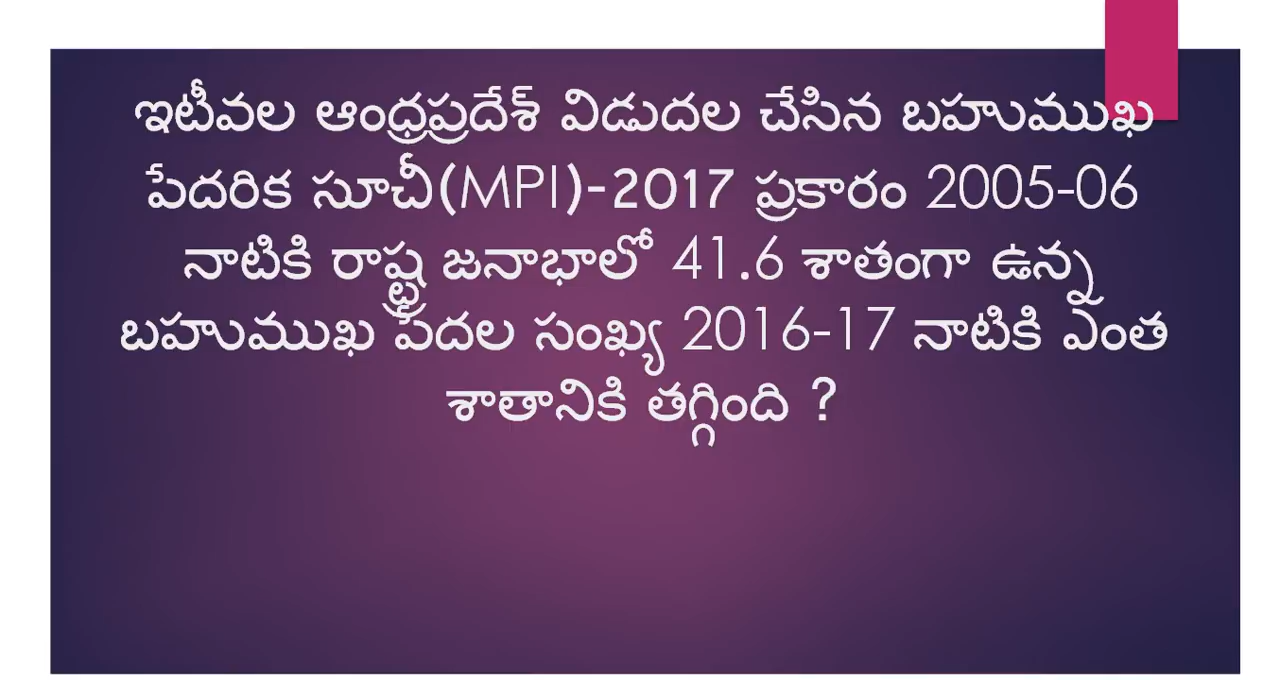 ఇటీవల ఆంధ్రప్రదేశ్ విడుదల చేసిన బహుముఖ
పేదరిక సూచీ(MPI)-2017 ప్రకారం 2005-06
నాటికి రాష్ట్ర జనాభాలో 41.6 శాతంగా ఉన్న
బహుముఖ పేదల సంఖ్య 2016-17 నాటికి ఎంత
శాతానికి తగ్గింది ?